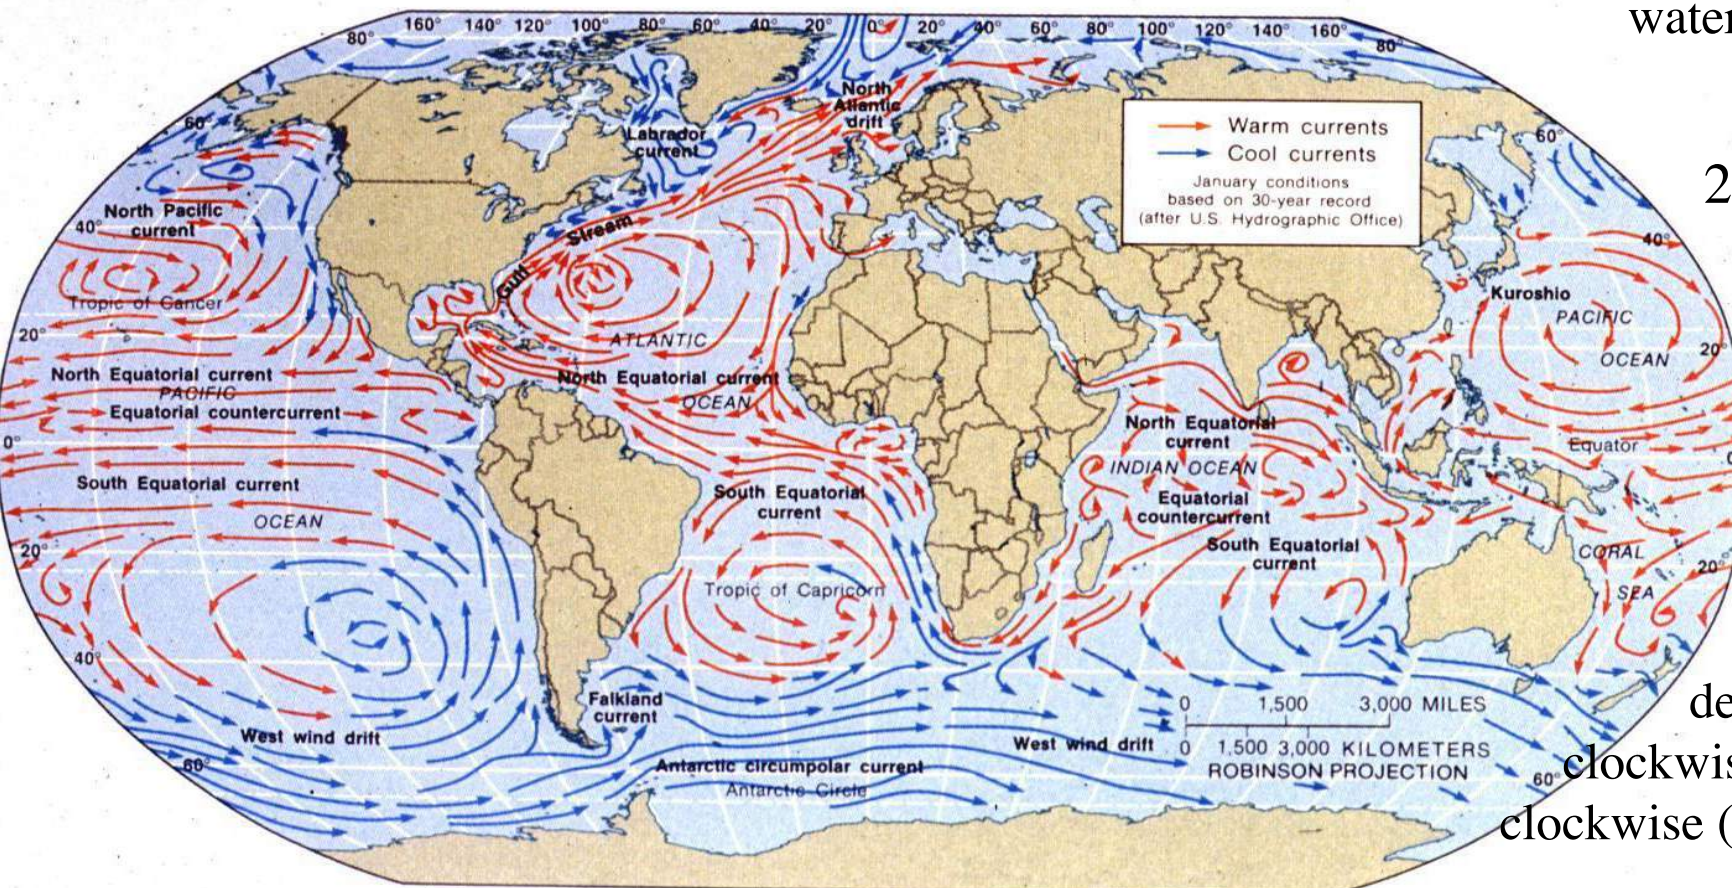 160° 140° 120° 100° 80° 60° 40° 20° 0° 20° 40° 60° 80° 100° 120° 140° 160°
80°
80°
water
North
Atlantic
drift
Labrador
current
60°
60°
Warm currents
Cool currents
January conditions
based on 30-year record
(after U.S. Hydrographic Office)
2
North Pacific
current
40°
40°
Gulf Stream
Tropic of Cancer
Kuroshio
PACIFIC
OCEAN
20°
20°
ATLANTIC
OCEAN
North Equatorial current
North Equatorial current
PACIFIC
Equatorial countercurrent
North Equatorial
current
0°
Equator
0
INDIAN OCEAN
South Equatorial current
South Equatorial
current
Equatorial
countercurrent
OCEAN
20°
South Equatorial
current
CORAL
SEA
20°
Tropic of Capricorn
40°
Falkland
current
0 1,500 3,000 MILES
0 1,500 3,000 KILOMETERS
ROBINSON PROJECTION
de
West wind drift
West wind drift
60°
Antarctic circumpolar current
Antarctic Circle
60°
clockwis
clockwise (